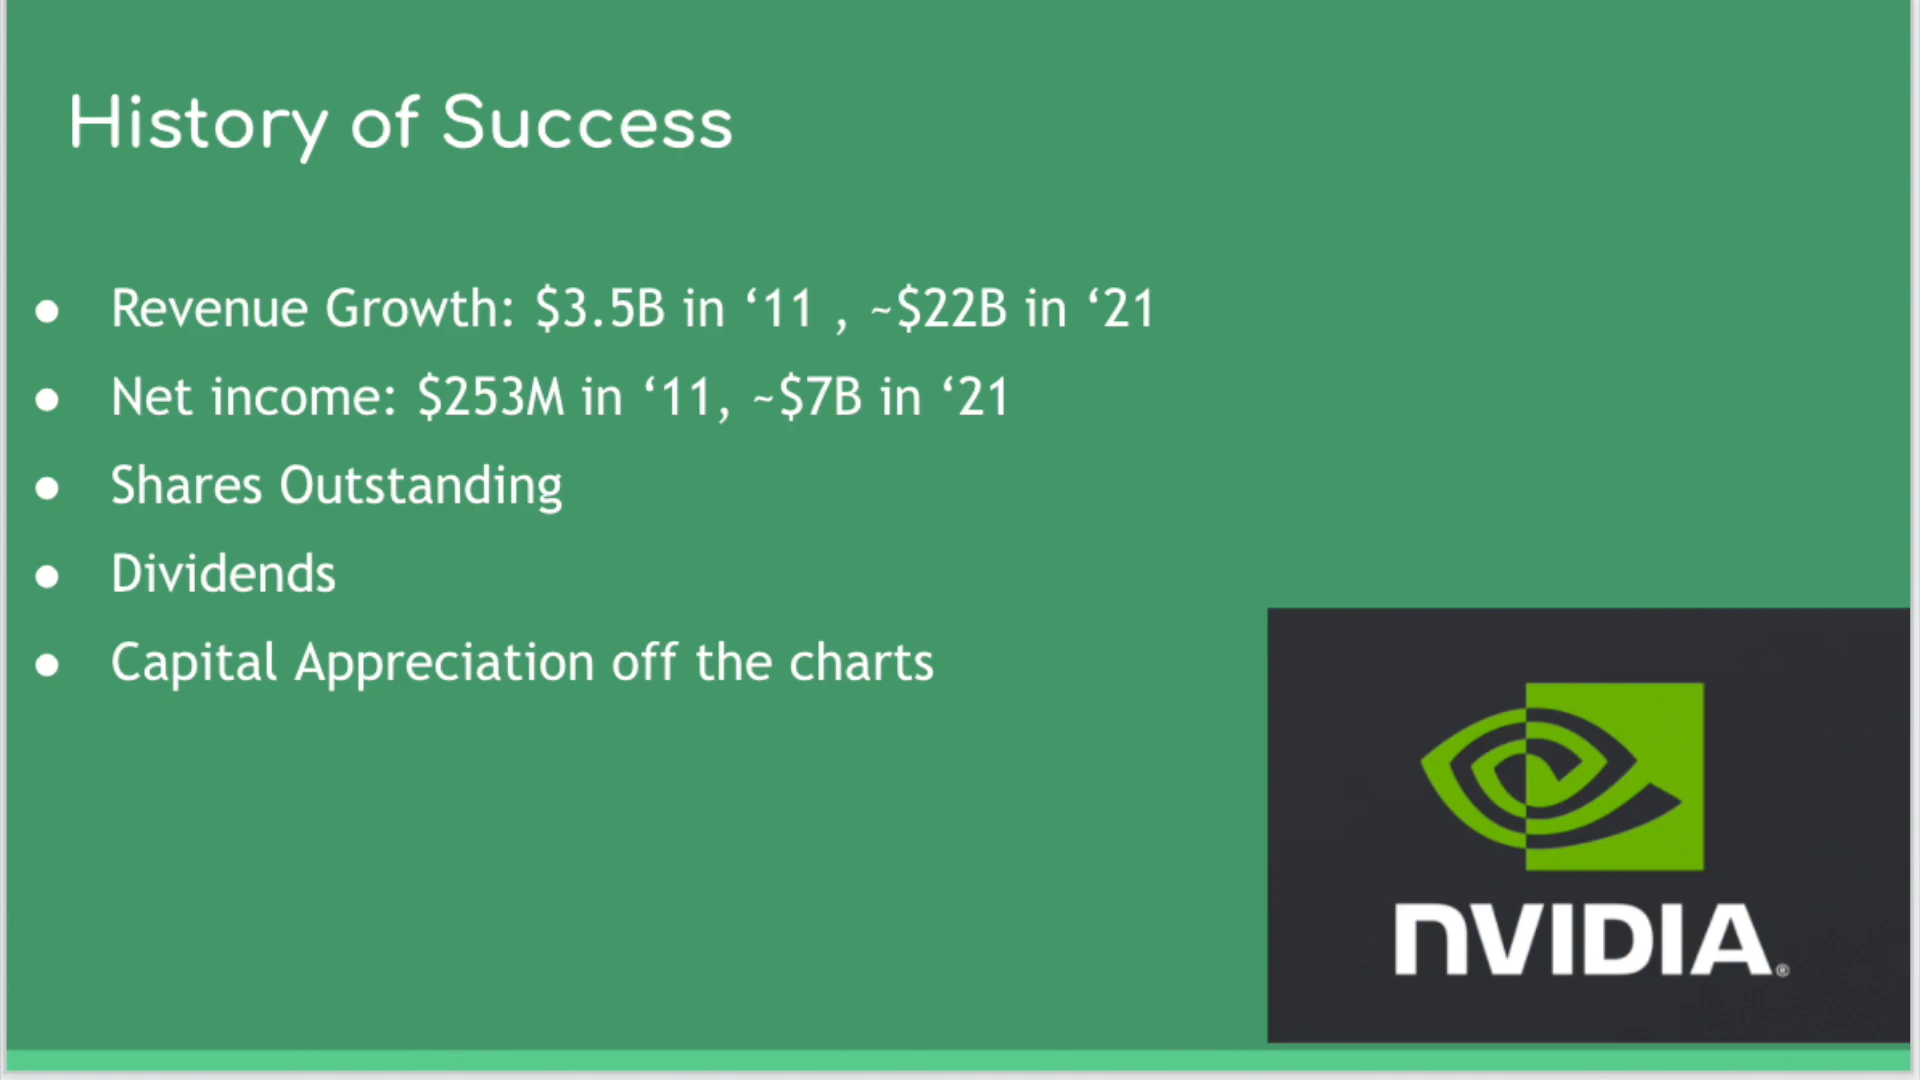 History of Success
● Revenue Growth: $3.5B in ‘11 , ~$22B in ‘21
● Net income: $253M in ‘11, ~$7B in ‘21
● Shares Outstanding
● Dividends
● Capital Appreciation off the charts
nVIDIA®